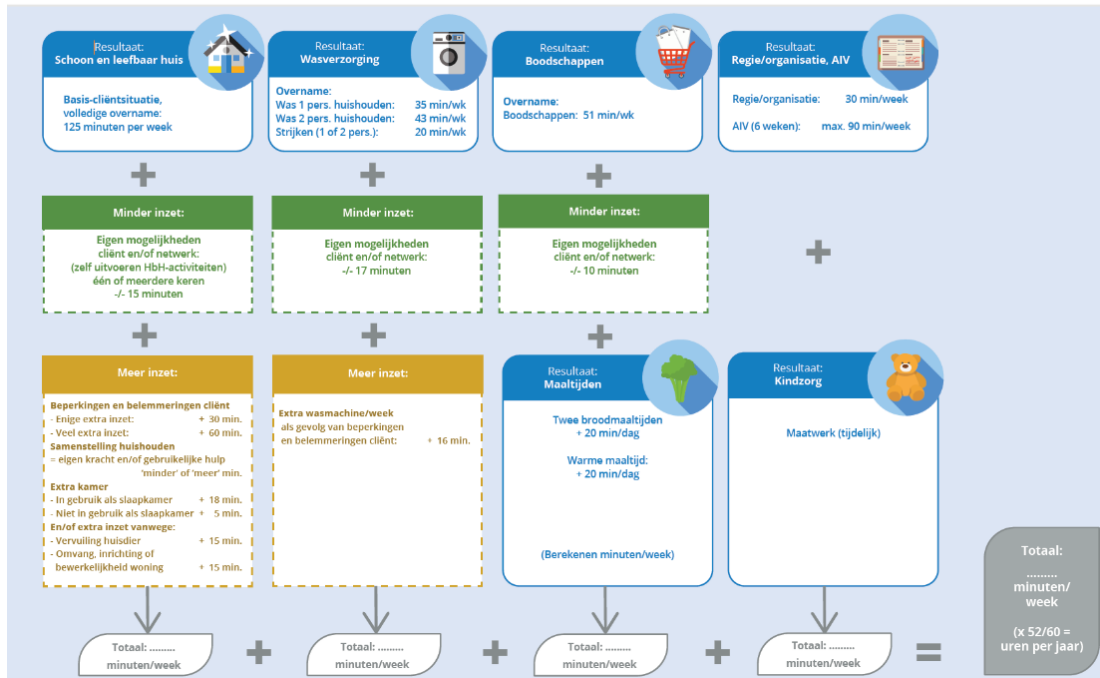 Resultaat:
Schoon en leefbaar huis
Basis-cliëntsituatie,
volledige overname:
125 minuten per week
Resultaat:
Wasverzorging
Overname:
Was 1 pers. huishouden: 35 min/wk
Was 2 pers. huishouden: 43 min/wk
Strijken (1 of 2 pers.): 20 min/wk
Resultaat:
Boodschappen
Overname:
Boodschappen: 51 min/wk
Resultaat:
Regie/organisatie, AIV
Regie/organisatie: 30 min/week
AIV (6 weken): max. 90 min/week
+
+
+
Minder inzet:
Eigen mogelijkheden
cliënt en/of netwerk:
(zelf uitvoeren HbH-activiteiten)
één of meerdere keren
-/- 15 minuten
Minder inzet:
Eigen mogelijkheden
cliënt en/of netwerk:
-/- 17 minuten
Minder inzet:
Eigen mogelijkheden
cliënt en/of netwerk:
-/- 10 minuten
+
+
+
+
Meer inzet:
Beperkingen en belemmeringen cliënt
- Enige extra inzet: + 30 min.
- Veel extra inzet: + 60 min.
Samenstelling huishouden
= eigen kracht en/of gebruikelijke hulp
'minder' of 'meer' min.
Extra kamer
- In gebruik als slaapkamer + 18 min.
- Niet in gebruik als slaapkamer + 5 min.
En/of extra inzet vanwege:
- Vervuiling huisdier + 15 min.
- Omvang, inrichting of
bewerkelijkheid woning + 15 min.
Meer inzet:
Extra wasmachine/week
als gevolg van beperkingen
en belemmeringen cliënt: + 16 min.
Resultaat:
Maaltijden
Twee broodmaaltijden
+ 20 min/dag
Warme maaltijd:
+ 20 min/dag
(Berekenen minuten/week)
Resultaat:
Kindzorg
Maatwerk (tijdelijk)
Totaal: .........
minuten/week
+
Totaal: .........
minuten/week
+
Totaal: .........
minuten/week
+
Totaal: .........
minuten/week
=
Totaal:
.........
minuten/
week
(x 52/60 =
uren per jaar)